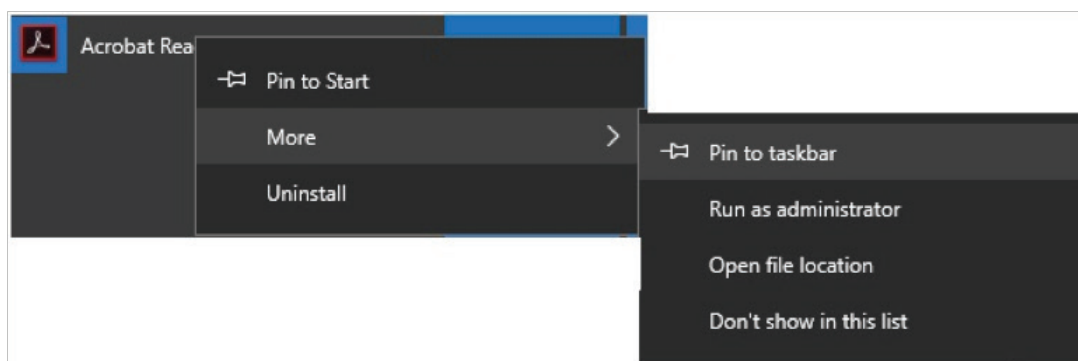 Acrobat Rea
Pin to Start
More
Uninstall
Pin to taskbar
Run as administrator
Open file location
Don't show in this list